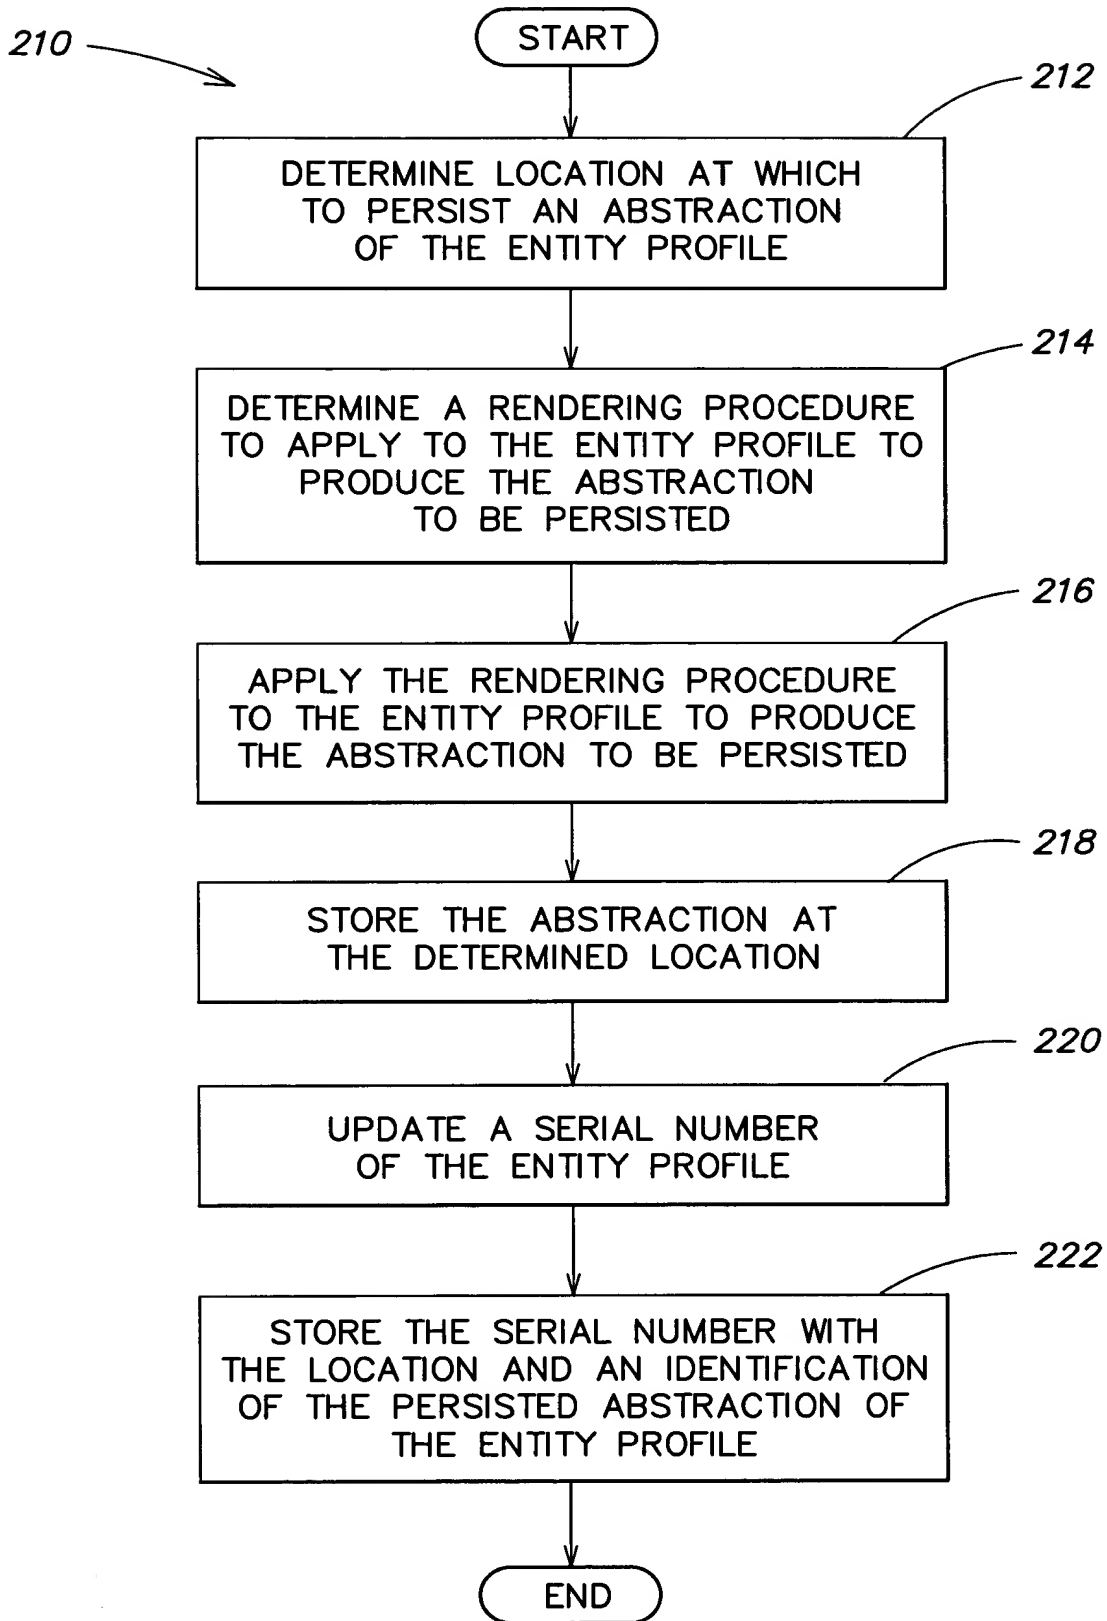 210
START
212
DETERMINE LOCATION AT WHICH
TO PERSIST AN ABSTRACTION
OF THE ENTITY PROFILE
214
DETERMINE A RENDERING PROCEDURE
TO APPLY TO THE ENTITY PROFILE TO
PRODUCE THE ABSTRACTION
TO BE PERSISTED
216
APPLY THE RENDERING PROCEDURE
TO THE ENTITY PROFILE TO PRODUCE
THE ABSTRACTION TO BE PERSISTED
218
STORE THE ABSTRACTION AT
THE DETERMINED LOCATION
220
UPDATE A SERIAL NUMBER
OF THE ENTITY PROFILE
222
STORE THE SERIAL NUMBER WITH
THE LOCATION AND AN IDENTIFICATION
OF THE PERSISTED ABSTRACTION OF
THE ENTITY PROFILE
END